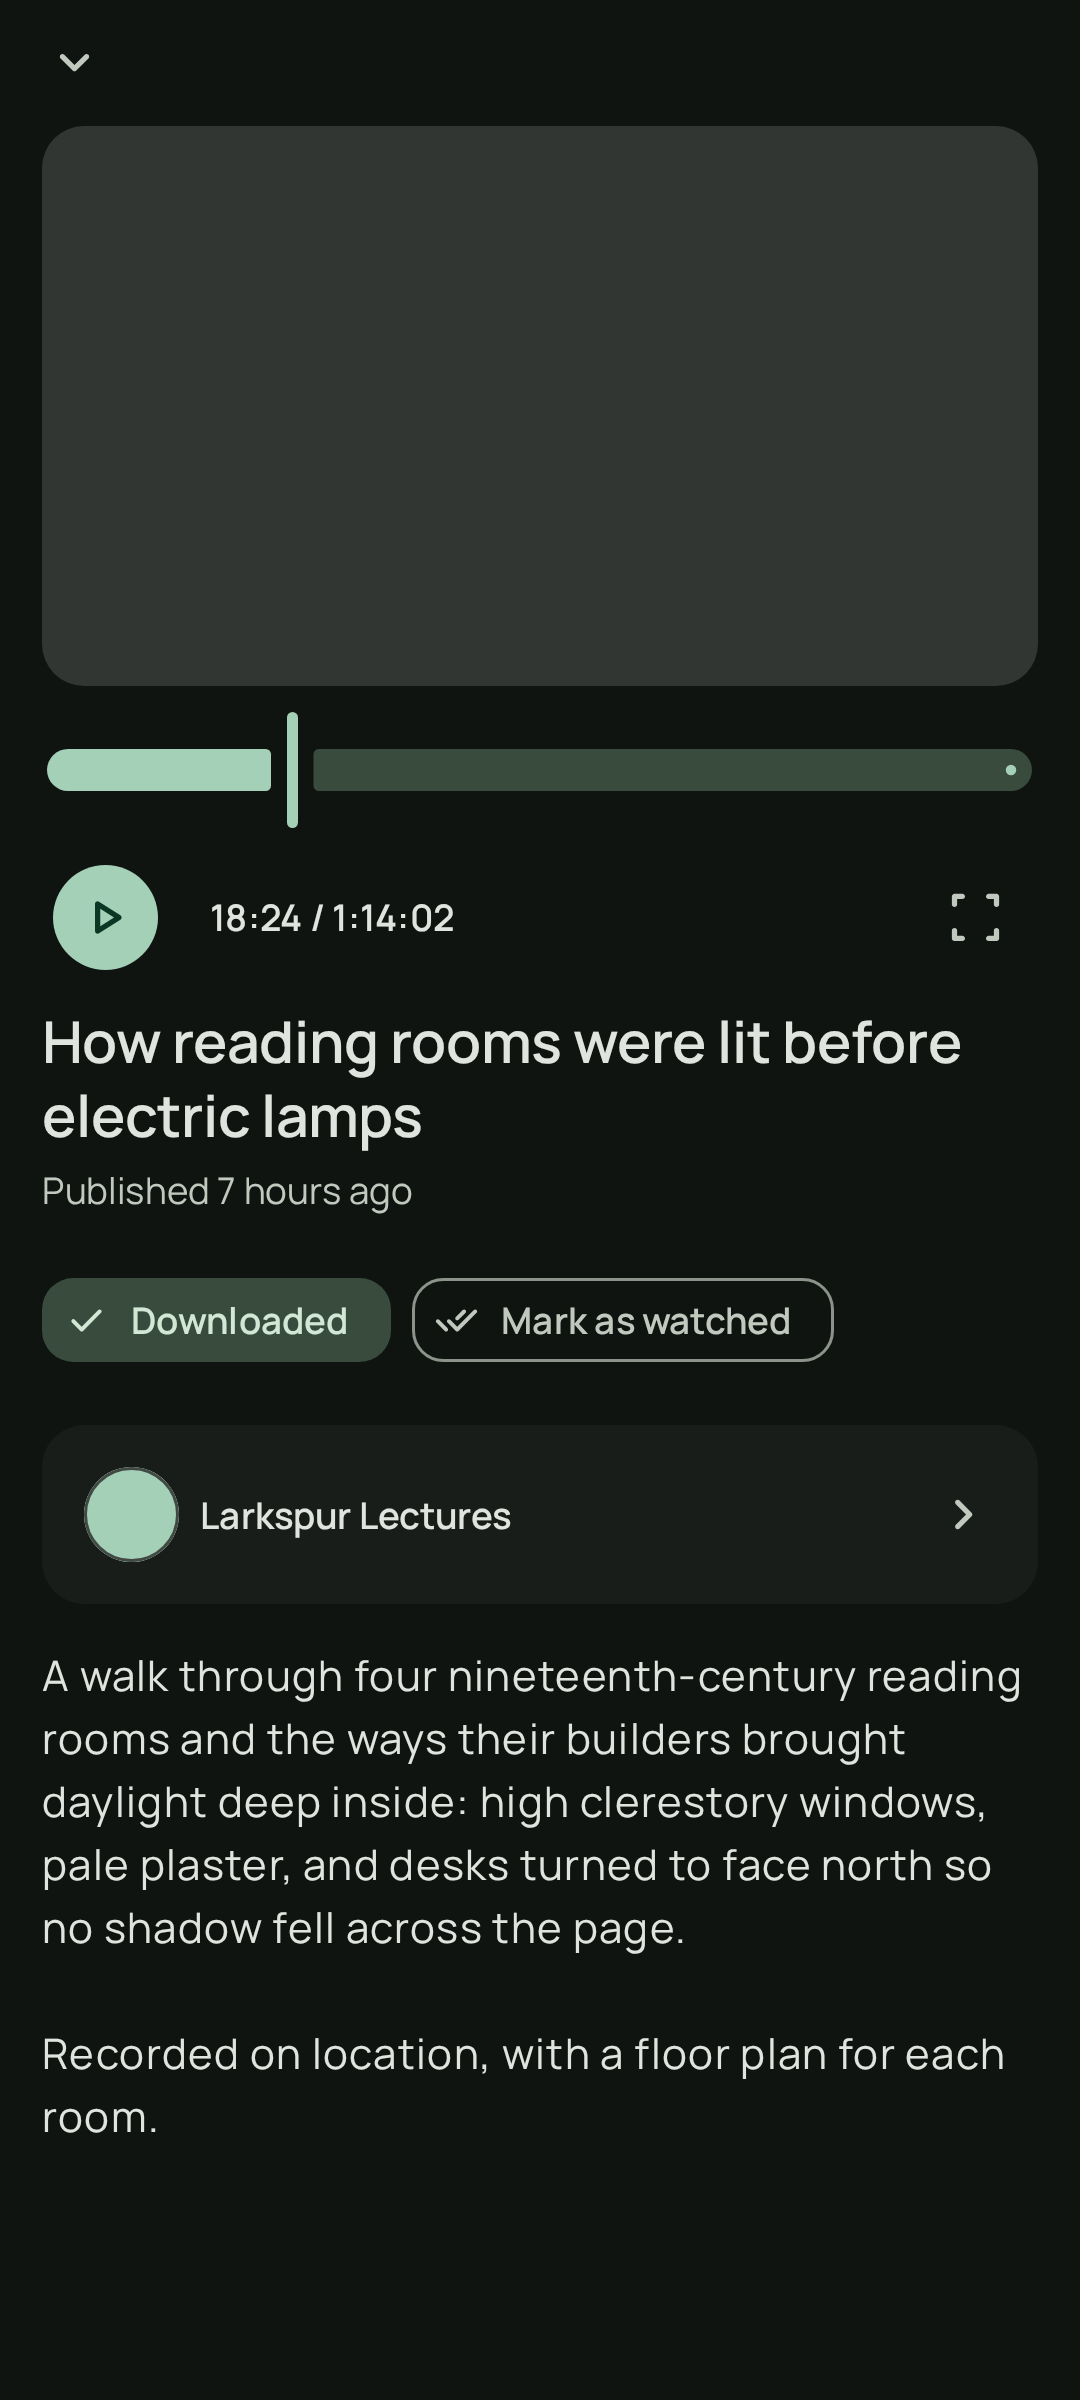 18:24 / 1:14:02
How reading rooms were lit before
electric lamps
Published 7 hours ago
Downloaded
Mark as watched
Larkspur Lectures
A walk through four nineteenth-century reading
rooms and the ways their builders brought
daylight deep inside: high clerestory windows,
pale plaster, and desks turned to face north so
no shadow fell across the page.
Recorded on location, with a floor plan for each
room.